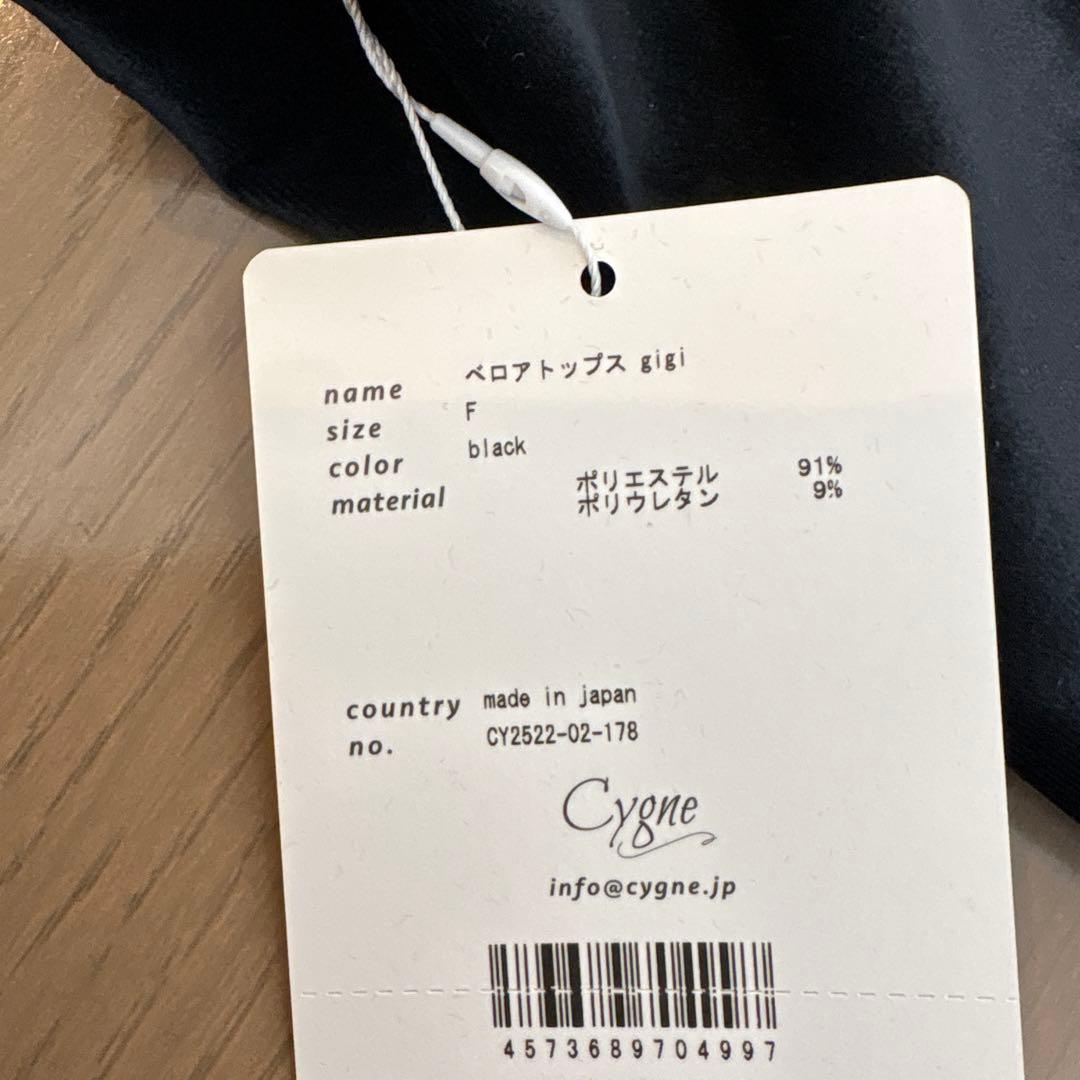 name ベロアトップス gigi
size F
color black
material ポリエステル 91%
ポリウレタン 9%
country made in japan
no. CY2522-02-178
Cygne
info@cygne.jp
4573689704997